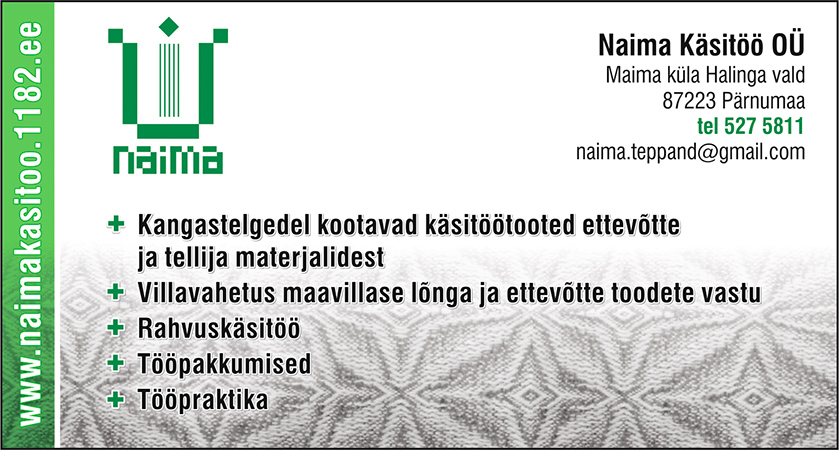 www.naimakasitoo.1182.ee
naima
Naima Käsitöö OÜ
Maima küla Halinga vald
87223 Pärnumaa
tel 527 5811
naima.teppand@gmail.com
+ Kangastelgedel kootavad käsitöötooted ettevõtte
ja tellija materjalidest
+ Villavahetus maavillase lõnga ja ettevõtte toodete vastu
+ Rahvuskäsitöö
+ Tööpakkumised
+ Tööpraktika